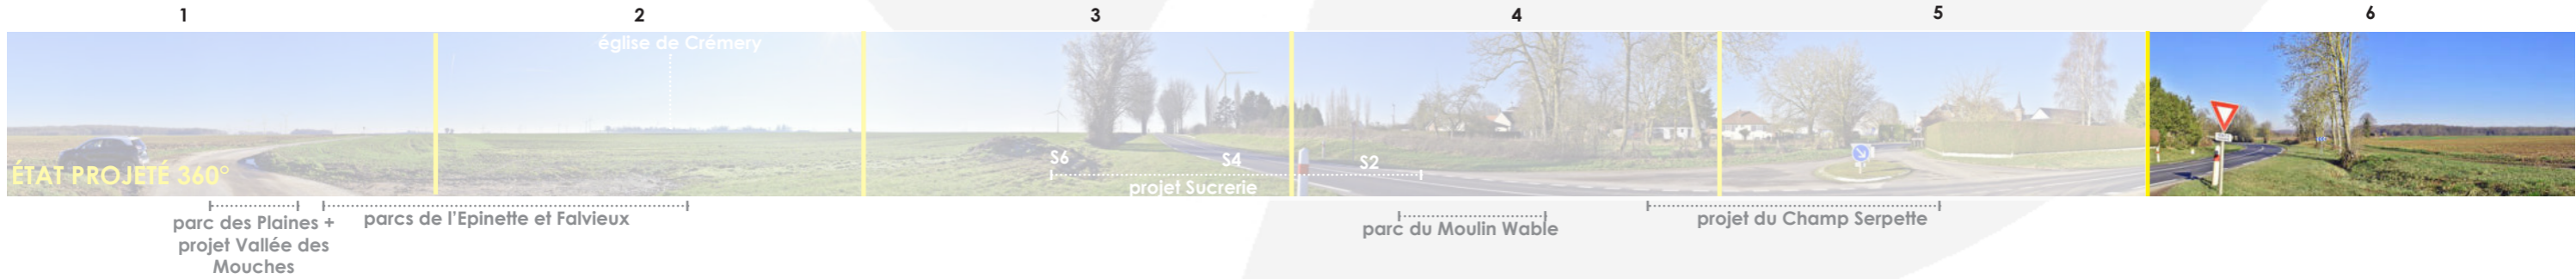 1 2 3 4 5 6
église de Crémery
S6 S4 S2
ÉTAT PROJETÉ 360°
projet Sucrerie
parc des Plaines +
projet Vallée des
Mouches
parcs de l'Epinette et Falvieux
parc du Moulin Wable
projet du Champ Serpette